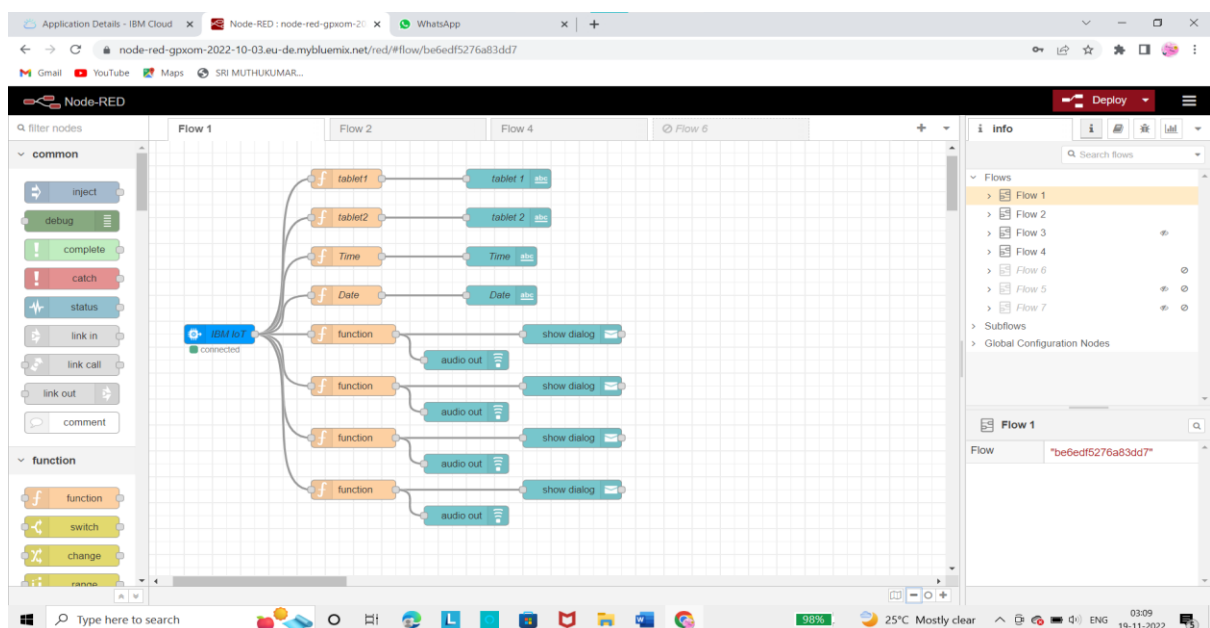 Application Details - IBM Cloud
Node-RED : node-red-gpxom-20
WhatsApp
node-red-gpxom-2022-10-03.eu-de.mybluemix.net/red/#flow/be6edf5276a83dd7
Gmail YouTube Maps SRI MUTHUKUMAR...
Node-RED
Deploy
filter nodes
Flow 1 Flow 2 Flow 4 Flow 6
i info
i
Search flows
common
inject
debug
complete
catch
status
link in
link call
link out
comment
function
function
switch
change
range
tablet1 tablet 1 abc
tablet2 tablet 2 abc
Time Time abc
Date Date abc
IBM IoT
connected
function show dialog
audio out
function show dialog
audio out
function show dialog
audio out
function show dialog
audio out
Flows
Flow 1
Flow 2
Flow 3
Flow 4
Flow 6
Flow 5
Flow 7
Subflows
Global Configuration Nodes
Flow 1
Flow "be6edf5276a83dd7"
Type here to search
L
98%
25°C Mostly clear
ENG
03:09
19-11-2022
5